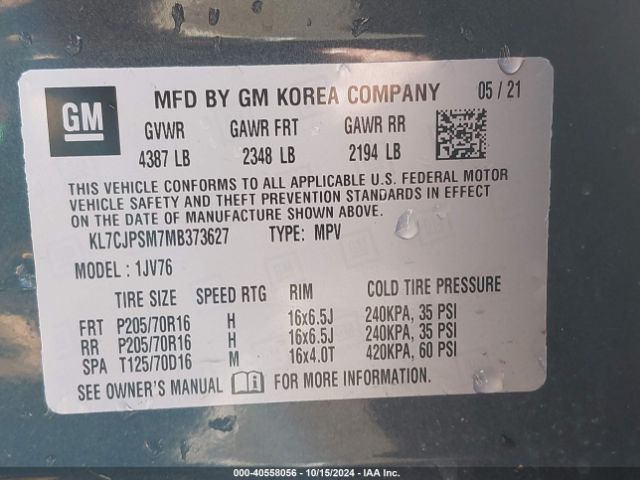 GM
MFD BY GM KOREA COMPANY 05 / 21
GVWR GAWR FRT GAWR RR
4387 LB 2348 LB 2194 LB
THIS VEHICLE CONFORMS TO ALL APPLICABLE U.S. FEDERAL MOTOR
VEHICLE SAFETY AND THEFT PREVENTION STANDARDS IN EFFECT
ON THE DATE OF MANUFACTURE SHOWN ABOVE.
KL7CJPSM7MB373627 TYPE: MPV
MODEL : 1JV76
TIRE SIZE SPEED RTG RIM COLD TIRE PRESSURE
FRT P205/70R16 H 16x6.5J 240KPA, 35 PSI
RR P205/70R16 H 16x6.5J 240KPA, 35 PSI
SPA T125/70D16 M 16x4.0T 420KPA, 60 PSI
SEE OWNER'S MANUAL FOR MORE INFORMATION.
000-40558056 - 10/15/2024 - IAA Inc.